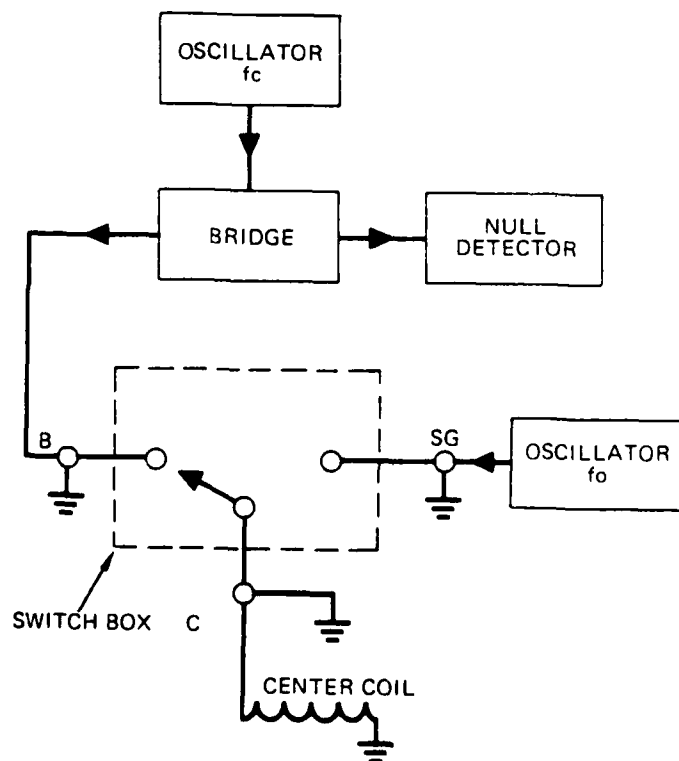 OSCILLATOR
fc
BRIDGE
NULL
DETECTOR
B
SG
OSCILLATOR
fo
SWITCH BOX
C
CENTER COIL